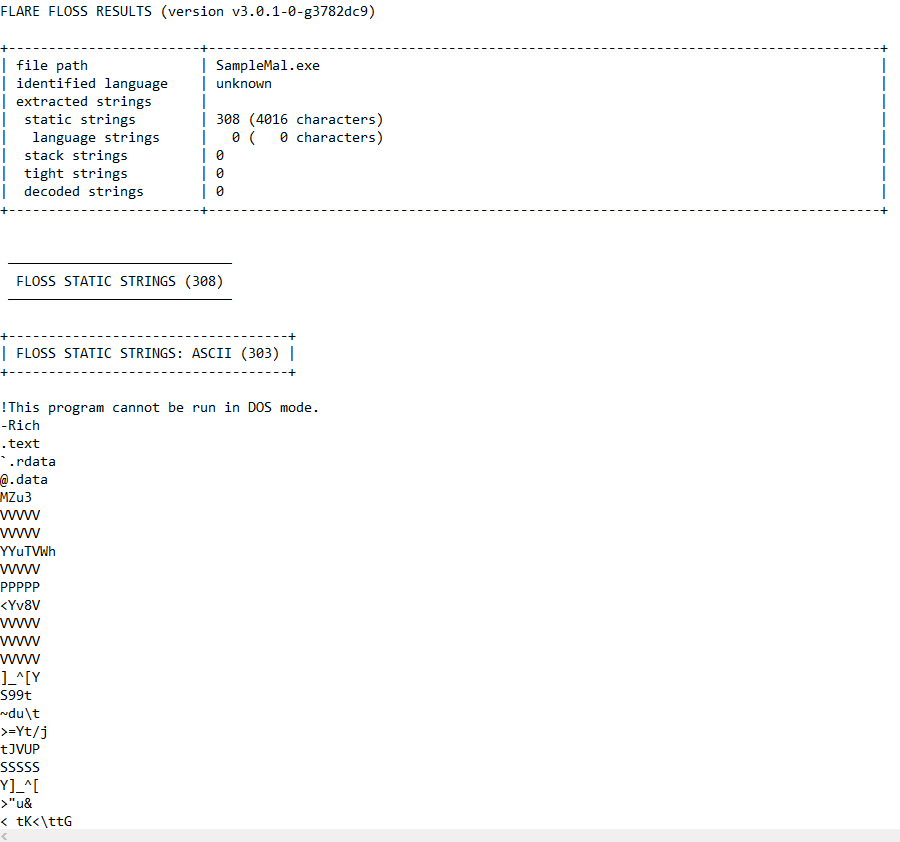 FLARE FLOSS RESULTS (version v3.0.1-0-g3782dc9)
+------------------------+------------------------------------------------------------------------------------+
| file path              | SampleMal.exe                                                                      |
| identified language    | unknown                                                                            |
| extracted strings      |                                                                                    |
|  static strings        | 308 (4016 characters)                                                              |
|   language strings     |   0 (   0 characters)                                                              |
|  stack strings         | 0                                                                                  |
|  tight strings         | 0                                                                                  |
|  decoded strings       | 0                                                                                  |
+------------------------+------------------------------------------------------------------------------------+
FLOSS STATIC STRINGS (308)
+-----------------------------------+
| FLOSS STATIC STRINGS: ASCII (303) |
+-----------------------------------+
!This program cannot be run in DOS mode.
-Rich
.text
`.rdata
@.data
MZu3
VVVVV
VVVVV
YYuTVWh
VVVVV
PPPPP
<Yv8V
VVVVV
VVVVV
VVVVV
]_^[Y
S99t
~du\t
>=Yt/j
tJVUP
SSSSS
Y]_^[
>"u&
< tK<\ttG